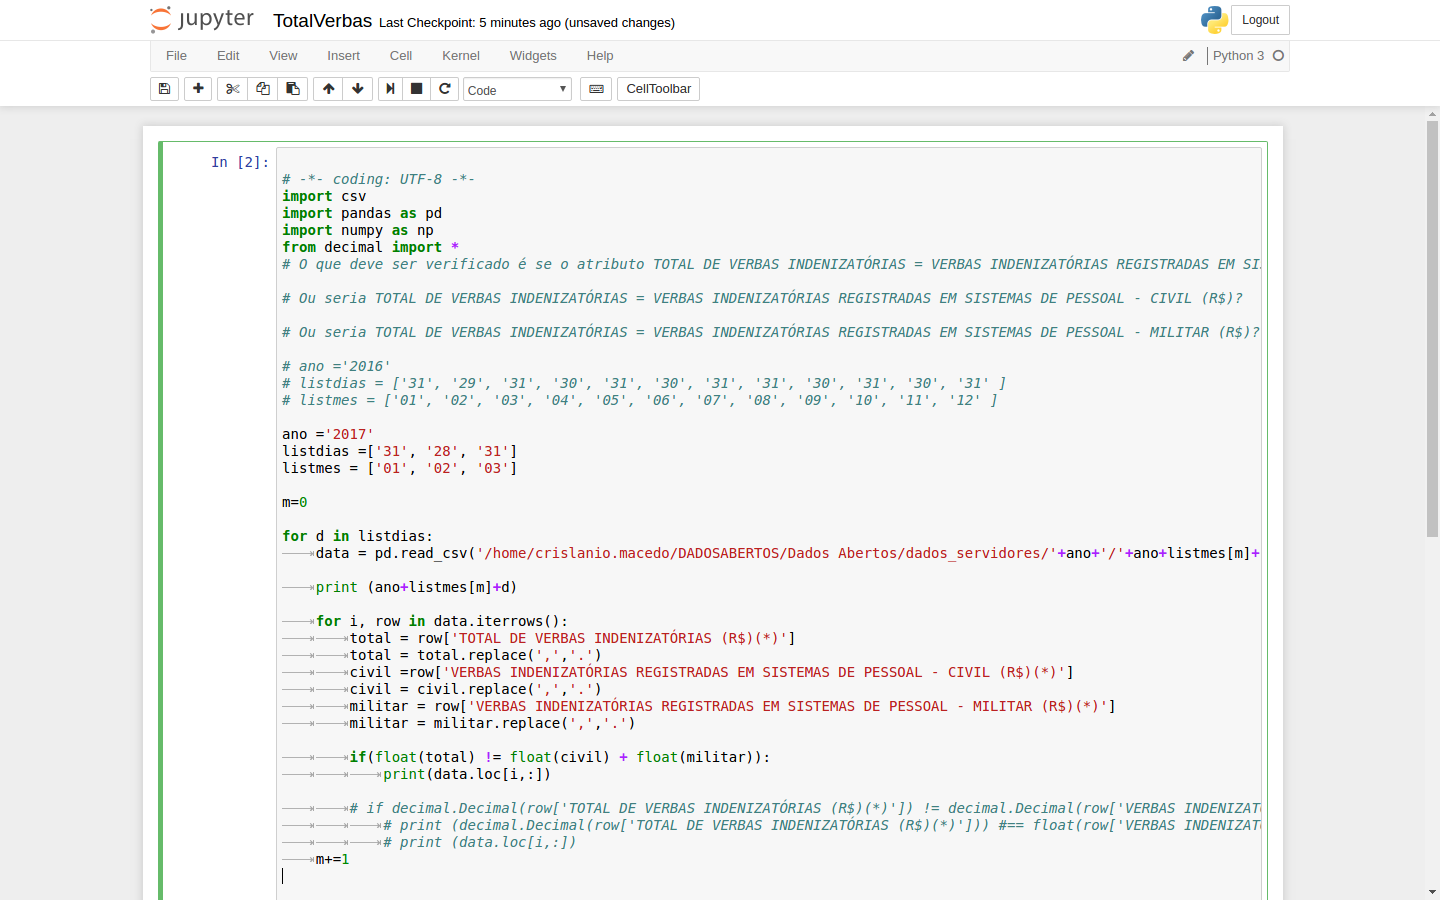 jupyter TotalVerbas Last Checkpoint: 5 minutes ago (unsaved changes) Logout
File Edit View Insert Cell Kernel Widgets Help Python 3
Code CellToolbar
In [2]:
# -*- coding: UTF-8 -*-
import csv
import pandas as pd
import numpy as np
from decimal import *
# O que deve ser verificado é se o atributo TOTAL DE VERBAS INDENIZATÓRIAS = VERBAS INDENIZATÓRIAS REGISTRADAS EM SI
# Ou seria TOTAL DE VERBAS INDENIZATÓRIAS = VERBAS INDENIZATÓRIAS REGISTRADAS EM SISTEMAS DE PESSOAL - CIVIL (R$)?
# Ou seria TOTAL DE VERBAS INDENIZATÓRIAS = VERBAS INDENIZATÓRIAS REGISTRADAS EM SISTEMAS DE PESSOAL - MILITAR (R$)?
# ano ='2016'
# listdias = ['31', '29', '31', '30', '31', '30', '31', '31', '30', '31', '30', '31' ]
# listmes = ['01', '02', '03', '04', '05', '06', '07', '08', '09', '10', '11', '12' ]
ano ='2017'
listdias =['31', '28', '31']
listmes = ['01', '02', '03']
m=0
for d in listdias:
data = pd.read_csv('/home/crislanio.macedo/DADOSABERTOS/Dados Abertos/dados_servidores/'+ano+'/'+ano+listmes[m]+
print (ano+listmes[m]+d)
for i, row in data.iterrows():
total = row['TOTAL DE VERBAS INDENIZATÓRIAS (R$)(*)']
total = total.replace(',','.')
civil =row['VERBAS INDENIZATÓRIAS REGISTRADAS EM SISTEMAS DE PESSOAL - CIVIL (R$)(*)']
civil = civil.replace(',','.')
militar = row['VERBAS INDENIZATÓRIAS REGISTRADAS EM SISTEMAS DE PESSOAL - MILITAR (R$)(*)']
militar = militar.replace(',','.')
if(float(total) != float(civil) + float(militar)):
print(data.loc[i,:])
# if decimal.Decimal(row['TOTAL DE VERBAS INDENIZATÓRIAS (R$)(*)']) != decimal.Decimal(row['VERBAS INDENIZAT
# print (decimal.Decimal(row['TOTAL DE VERBAS INDENIZATÓRIAS (R$)(*)'])) #== float(row['VERBAS INDENIZAT
# print (data.loc[i,:])
m+=1